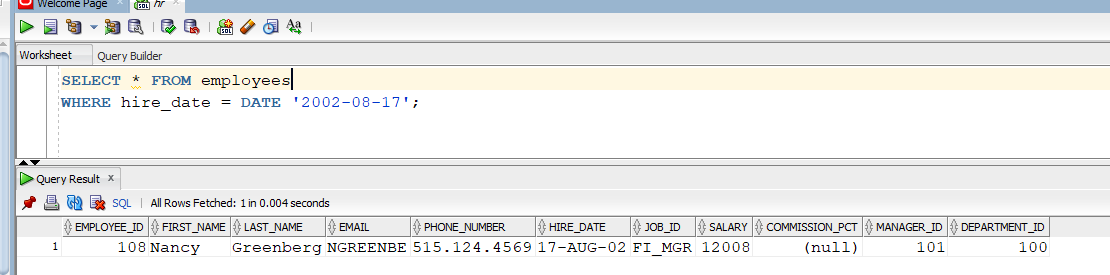 Welcome Page hr
Worksheet Query Builder
SELECT * FROM employees
WHERE hire_date = DATE '2002-08-17';
Query Result x
SQL | All Rows Fetched: 1 in 0.004 seconds
EMPLOYEE_ID FIRST_NAME LAST_NAME EMAIL PHONE_NUMBER HIRE_DATE JOB_ID SALARY COMMISSION_PCT MANAGER_ID DEPARTMENT_ID
1 108 Nancy Greenberg NGREENBE 515.124.4569 17-AUG-02 FI_MGR 12008 (null) 101 100